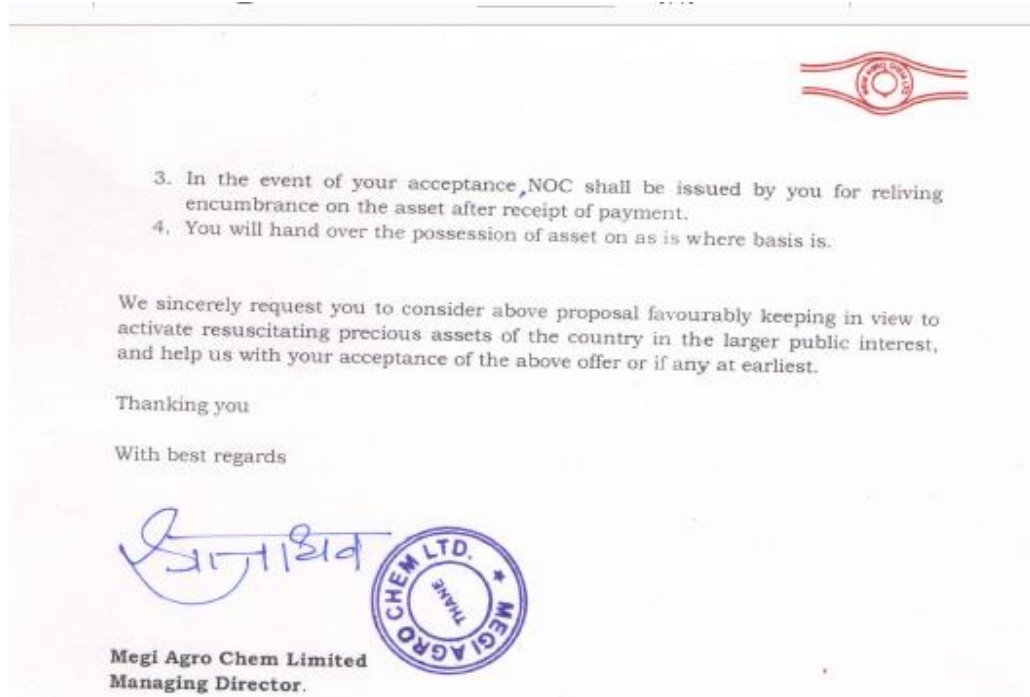 MEGI AGRO CHEM LTD
3. In the event of your acceptance,NOC shall be issued by you for reliving
encumbrance on the asset after receipt of payment.
4. You will hand over the possession of asset on as is where basis is.
We sincerely request you to consider above proposal favourably keeping in view to
activate resuscitating precious assets of the country in the larger public interest,
and help us with your acceptance of the above offer or if any at earliest.
Thanking you
With best regards
MEGI AGRO CHEM LTD. ★
THANE
Megi Agro Chem Limited
Managing Director.